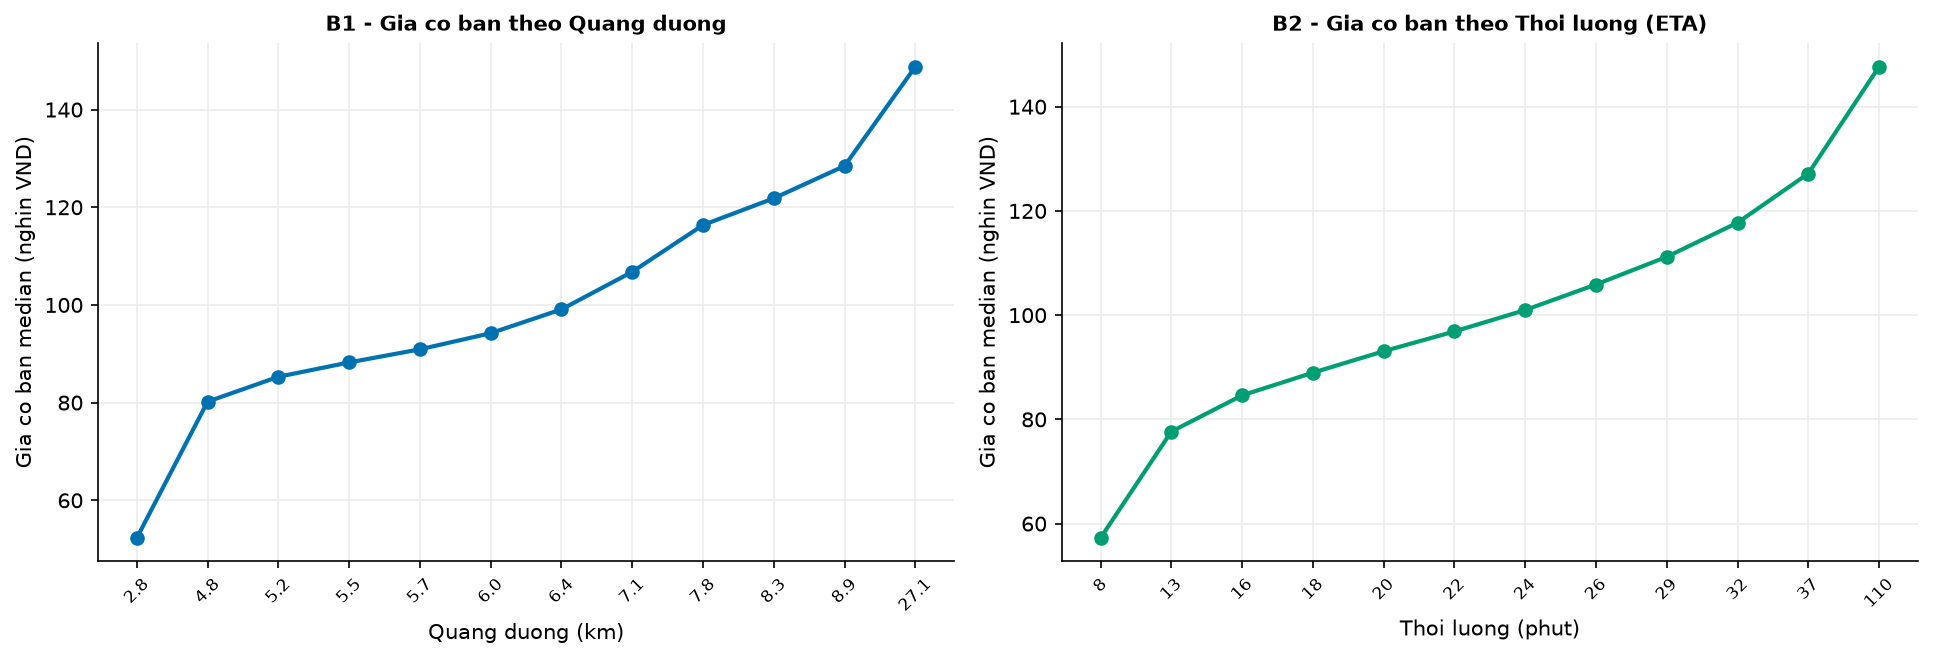 B1 - Gia co ban theo Quang duong
Gia co ban median (nghin VND)
140
120
100
80
60
2.8 4.8 5.2 5.5 5.7 6.0 6.4 7.1 7.8 8.3 8.9 27.1
Quang duong (km)
B2 - Gia co ban theo Thoi luong (ETA)
Gia co ban median (nghin VND)
140
120
100
80
60
8 13 16 18 20 22 24 26 29 32 37 110
Thoi luong (phut)